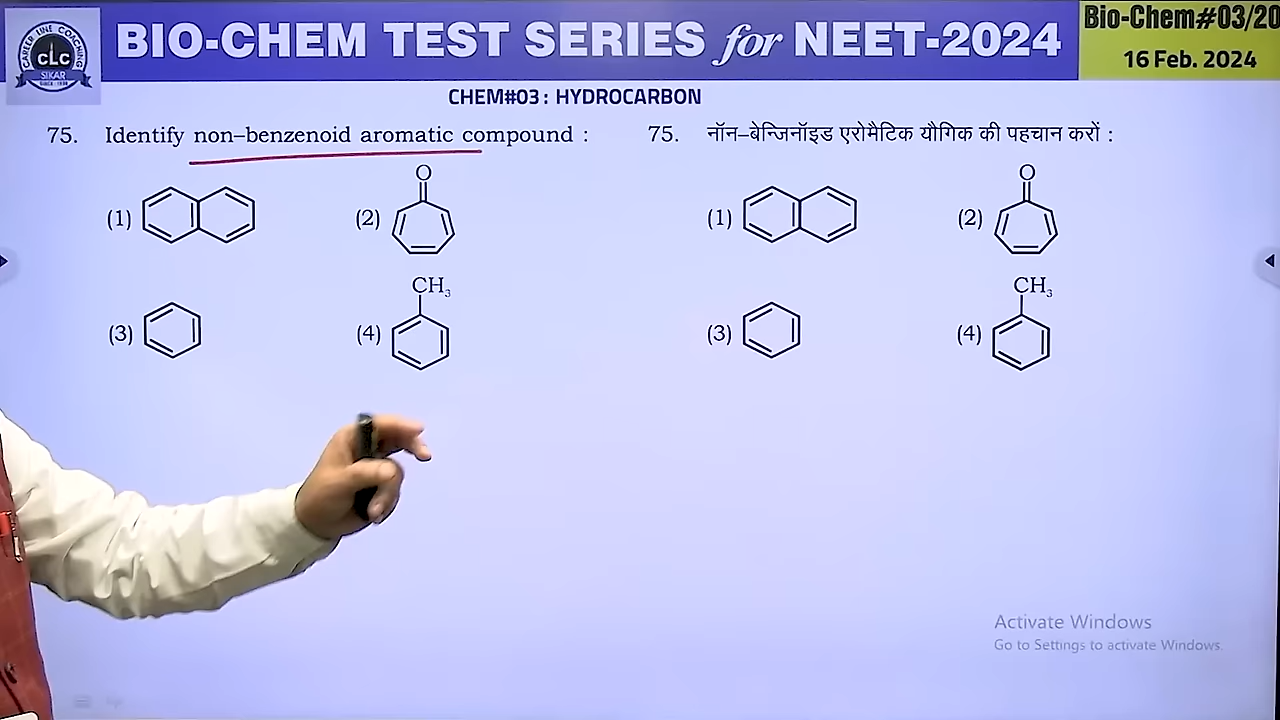 BIO-CHEM TEST SERIES for NEET-2024
Bio-Chem#03/20
16 Feb. 2024
CAREER LINE COACHING
CLC
SIKAR
CHEM#03 : HYDROCARBON
75. Identify non–benzenoid aromatic compound :
(1)
(2) O
(3)
(4) CH₃
75. नॉन–बेन्जिनॉइड एरोमैटिक यौगिक की पहचान करों :
(1)
(2) O
(3)
(4) CH₃
Activate Windows
Go to Settings to activate Windows.